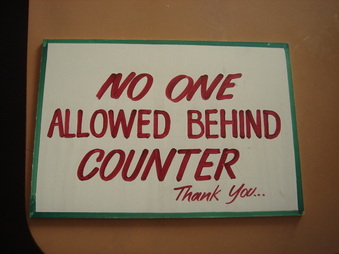 NO ONE
ALLOWED BEHIND
COUNTER
Thank You...